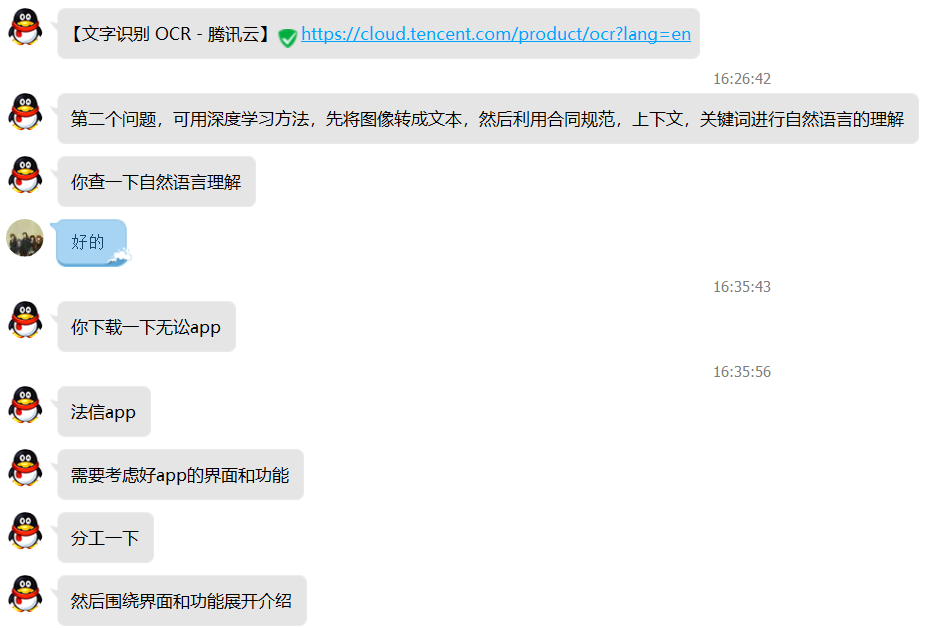 【文字识别 OCR - 腾讯云】 https://cloud.tencent.com/product/ocr?lang=en
16:26:42
第二个问题，可用深度学习方法，先将图像转成文本，然后利用合同规范，上下文，关键词进行自然语言的理解
你查一下自然语言理解
好的
16:35:43
你下载一下无讼app
16:35:56
法信app
需要考虑好app的界面和功能
分工一下
然后围绕界面和功能展开介绍